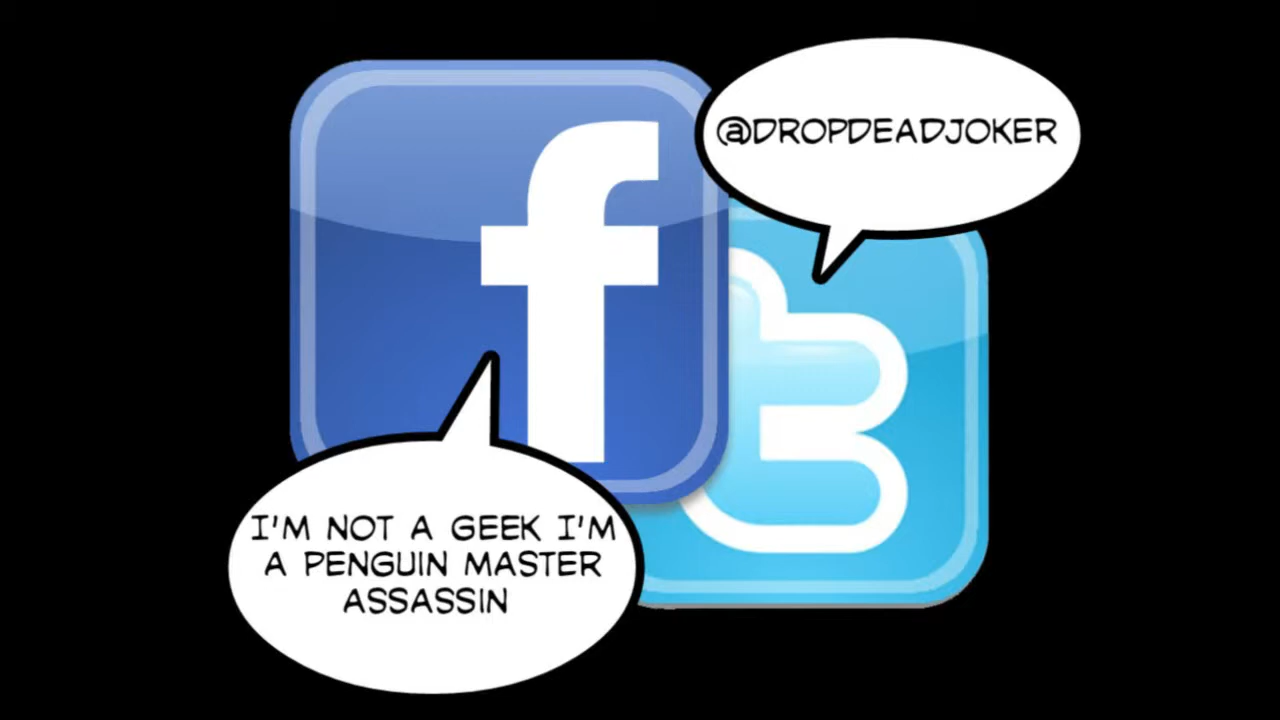 @DROPDEADJOKER
f
t
I'M NOT A GEEK I'M
A PENGUIN MASTER
ASSASSIN